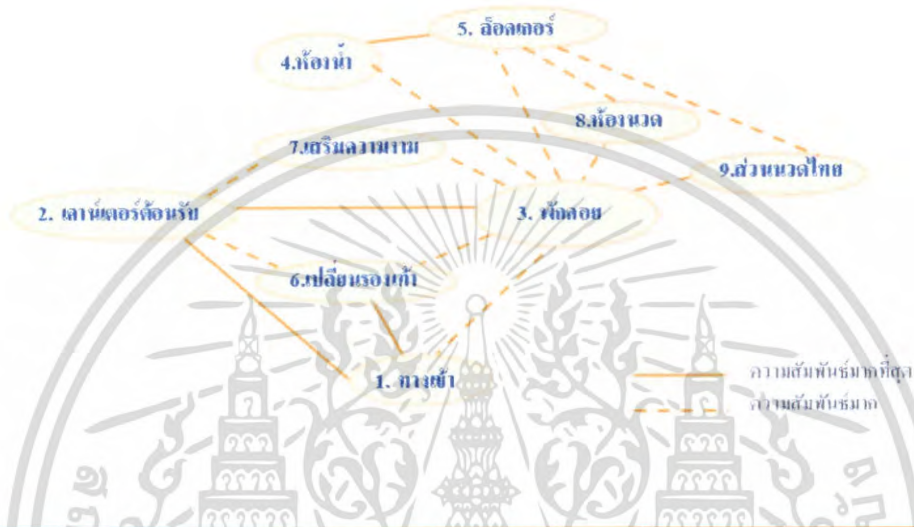 5. ล็อคเกอร์
4.ห้องน้ำ
8.ห้องนวด
7.เสริมความงาม
9.ส่วนนวดไทย
2. เคาน์เตอร์ต้อนรับ
3. พักคอย
6.เปลี่ยนรองเท้า
1. ทางเข้า
ความสัมพันธ์มากที่สุด
ความสัมพันธ์มาก